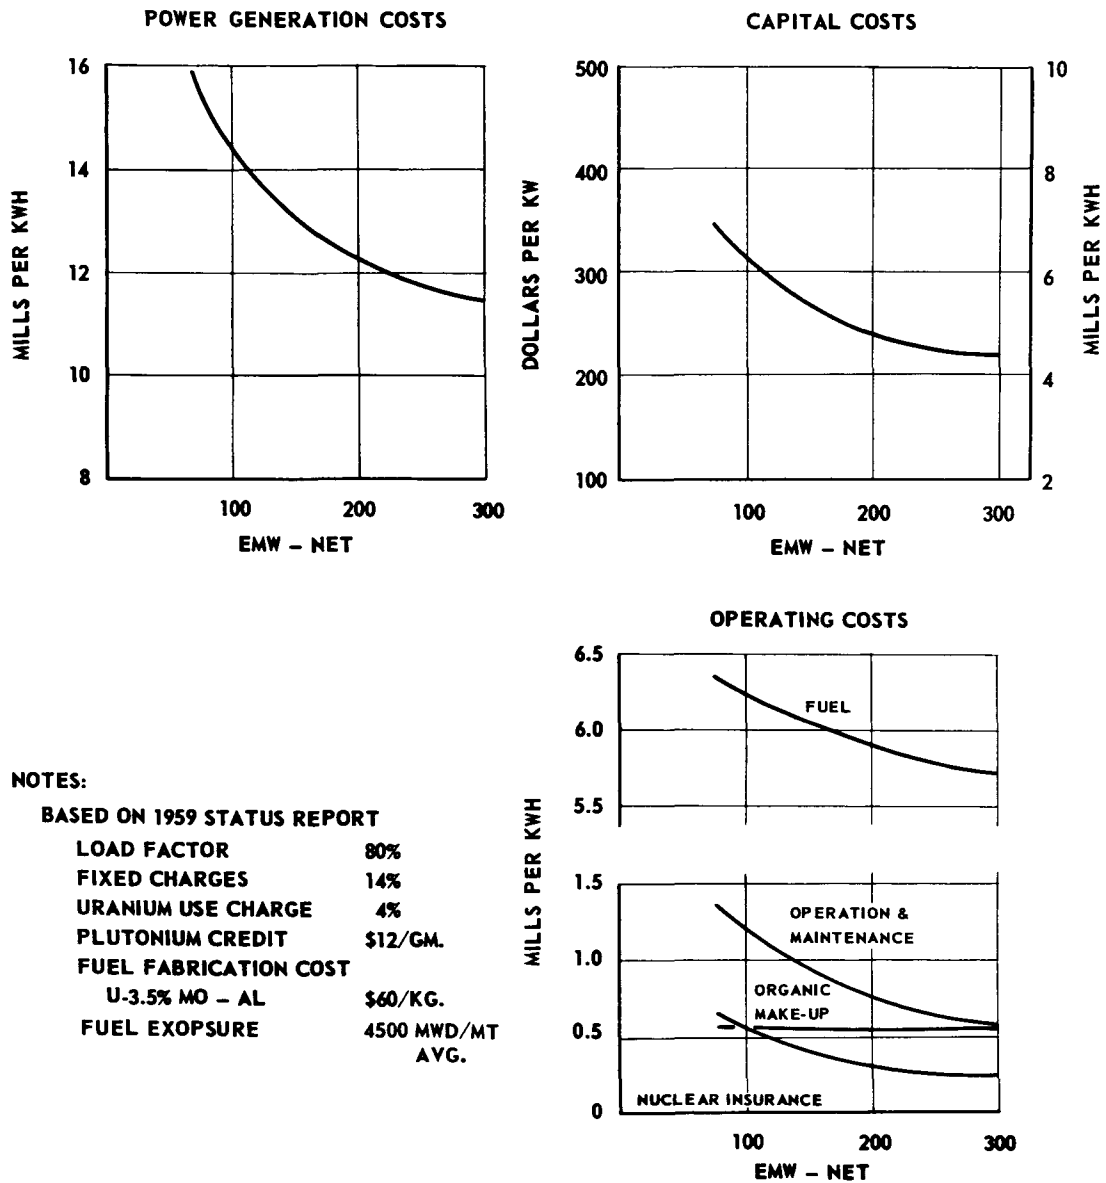 POWER GENERATION COSTS
16
14
12
10
8
MILLS PER KWH
100 200 300
EMW – NET
CAPITAL COSTS
500
400
300
200
100
DOLLARS PER KW
10
8
6
4
2
MILLS PER KWH
100 200 300
EMW – NET
OPERATING COSTS
6.5
6.0
5.5
FUEL
MILLS PER KWH
1.5
1.0
0.5
0
OPERATION &
MAINTENANCE
ORGANIC
MAKE-UP
NUCLEAR INSURANCE
100 200 300
EMW – NET
NOTES:
BASED ON 1959 STATUS REPORT
LOAD FACTOR 80%
FIXED CHARGES 14%
URANIUM USE CHARGE 4%
PLUTONIUM CREDIT $12/GM.
FUEL FABRICATION COST
U-3.5% MO – AL $60/KG.
FUEL EXOPSURE 4500 MWD/MT
AVG.